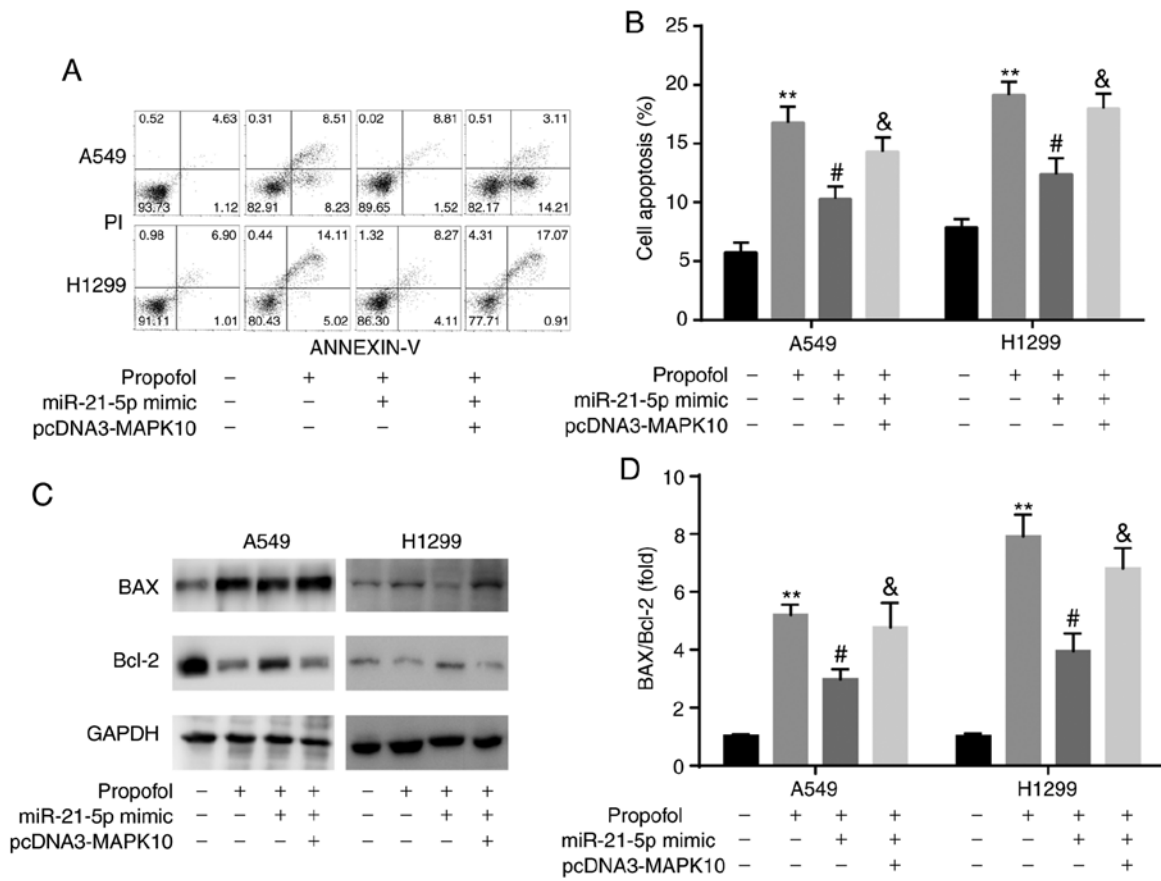 A
0.52 4.63 0.31 8.51 0.02 8.81 0.51 3.11
A549
93.73 1.12 82.91 8.23 89.65 1.52 82.17 14.21
PI
0.98 6.90 0.44 14.11 1.32 8.27 4.31 17.07
H1299
91.11 1.01 80.43 5.02 86.30 4.11 77.71 0.91
ANNEXIN-V
Propofol − + + +
miR-21-5p mimic − − + +
pcDNA3-MAPK10 − − − +
B
Cell apoptosis (%)
25
20
15
10
5
0
** # & ** # &
A549 H1299
Propofol − + + + − + + +
miR-21-5p mimic − − + + − − + +
pcDNA3-MAPK10 − − − + − − − +
C
A549 H1299
BAX
Bcl-2
GAPDH
Propofol − + + + − + + +
miR-21-5p mimic − − + + − − + +
pcDNA3-MAPK10 − − − + − − − +
D
BAX/Bcl-2 (fold)
10
8
6
4
2
0
** # & ** # &
A549 H1299
Propofol − + + + − + + +
miR-21-5p mimic − − + + − − + +
pcDNA3-MAPK10 − − − + − − − +